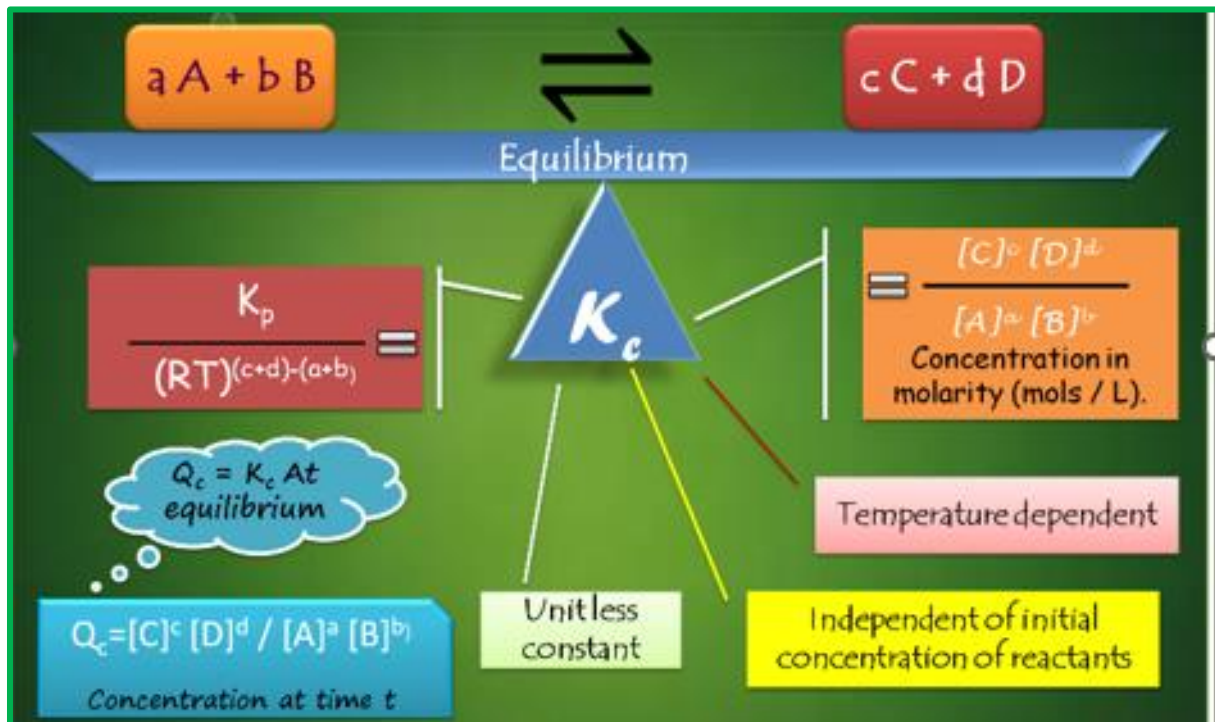 a A + b B
⇌
c C + d D
Equilibrium
K_p
(RT)^(c+d)-(a+b)
=
K_c
=
[C]^c [D]^d
[A]^a [B]^b
Concentration in
molarity (mols / L).
Q_c = K_c At
equilibrium
Temperature dependent
Q_c=[C]^c [D]^d / [A]^a [B]^b)
Concentration at time t
Unitless
constant
Independent of initial
concentration of reactants